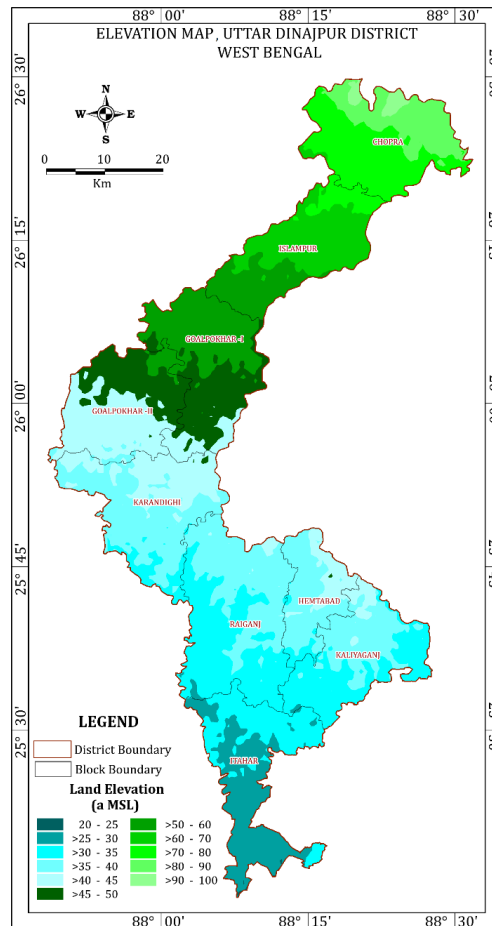 88° 00' 88° 15' 88° 30'
ELEVATION MAP , UTTAR DINAJPUR DISTRICT
WEST BENGAL
26° 30'
N
W E
S
0 10 20
Km
CHOPRA
26° 15'
ISLAMPUR
GOALPOKHAR -I
26° 00
GOALPOKHAR -II
KARANDIGHI
25° 45'
HEMTABAD
RAIGANJ
KALIYAGANJ
25° 30'
ITAHAR
LEGEND
District Boundary
Block Boundary
Land Elevation
(a MSL)
20 - 25 >50 - 60
>25 - 30 >60 - 70
>30 - 35 >70 - 80
>35 - 40 >80 - 90
>40 - 45 >90 - 100
>45 - 50
88° 00' 88° 15' 88° 30'